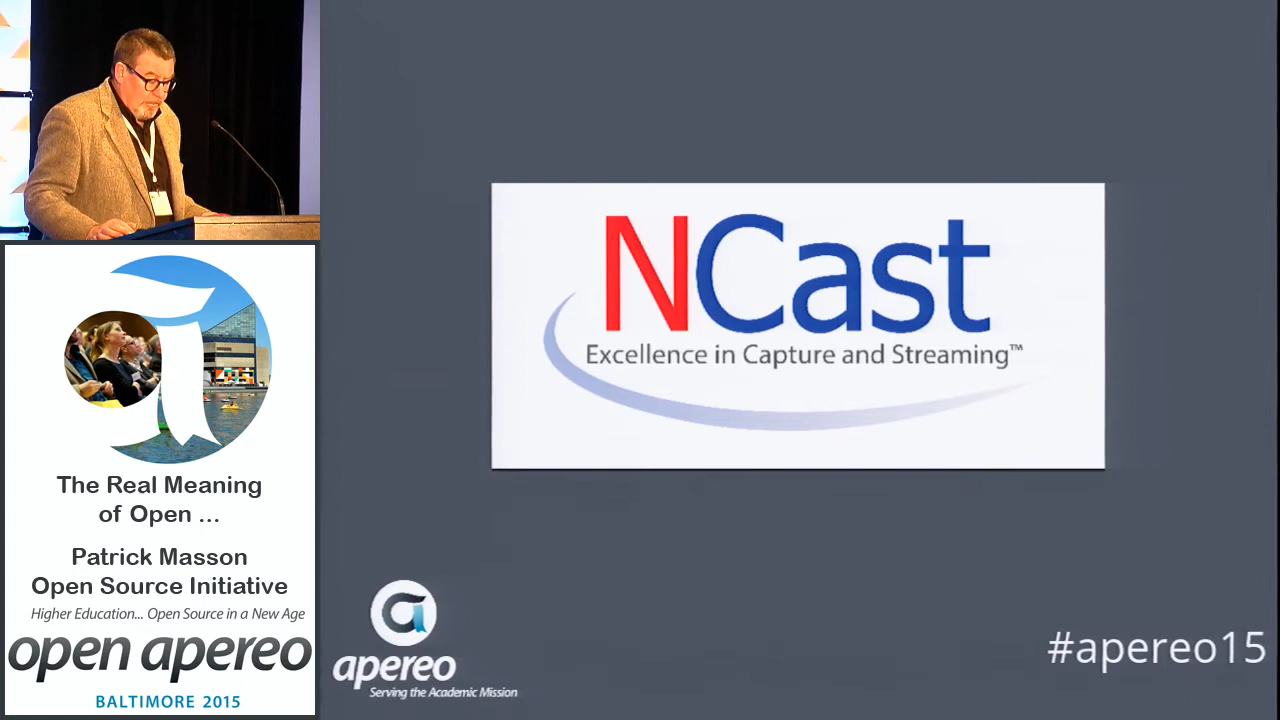 The Real Meaning
of Open ...
Patrick Masson
Open Source Initiative
Higher Education... Open Source in a New Age
open apereo
BALTIMORE 2015
NCast
Excellence in Capture and Streaming™
apereo
Serving the Academic Mission
#apereo15